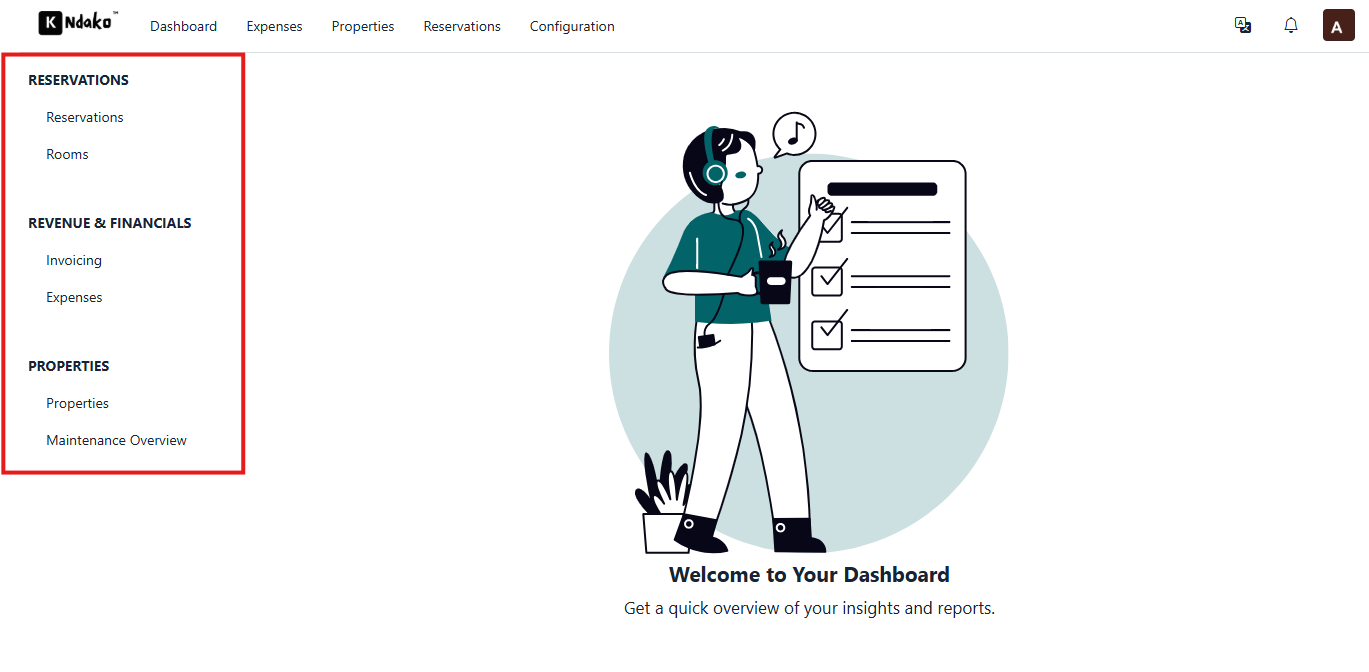 K Ndako™ Dashboard Expenses Properties Reservations Configuration A
RESERVATIONS
Reservations
Rooms
REVENUE & FINANCIALS
Invoicing
Expenses
PROPERTIES
Properties
Maintenance Overview
Welcome to Your Dashboard
Get a quick overview of your insights and reports.